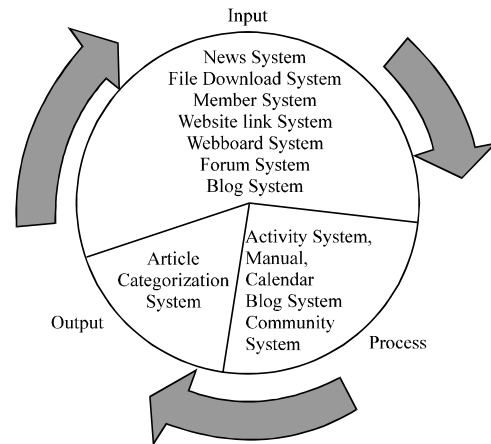 Input
News System
File Download System
Member System
Website link System
Webboard System
Forum System
Blog System
Article
Categorization
System
Output
Activity System,
Manual,
Calendar
Blog System
Community
System
Process